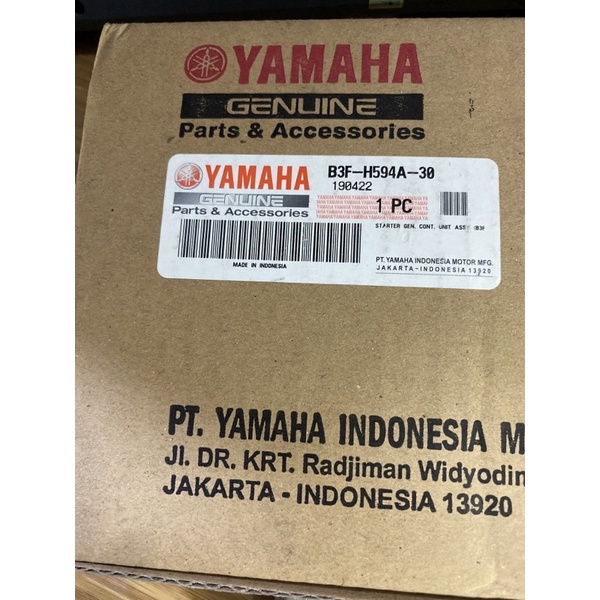 YAMAHA
GENUINE
Parts & Accessories
YAMAHA
GENUINE
Parts & Accessories
MADE IN INDONESIA
B3F-H594A-30
190422
1 PC
STARTER GEN. CONT. UNIT ASSY (B3F
PT. YAMAHA INDONESIA MOTOR MFG.
JAKARTA - INDONESIA 13920
PT. YAMAHA INDONESIA M
JI. DR. KRT. Radjiman Widyodin
JAKARTA - INDONESIA 13920